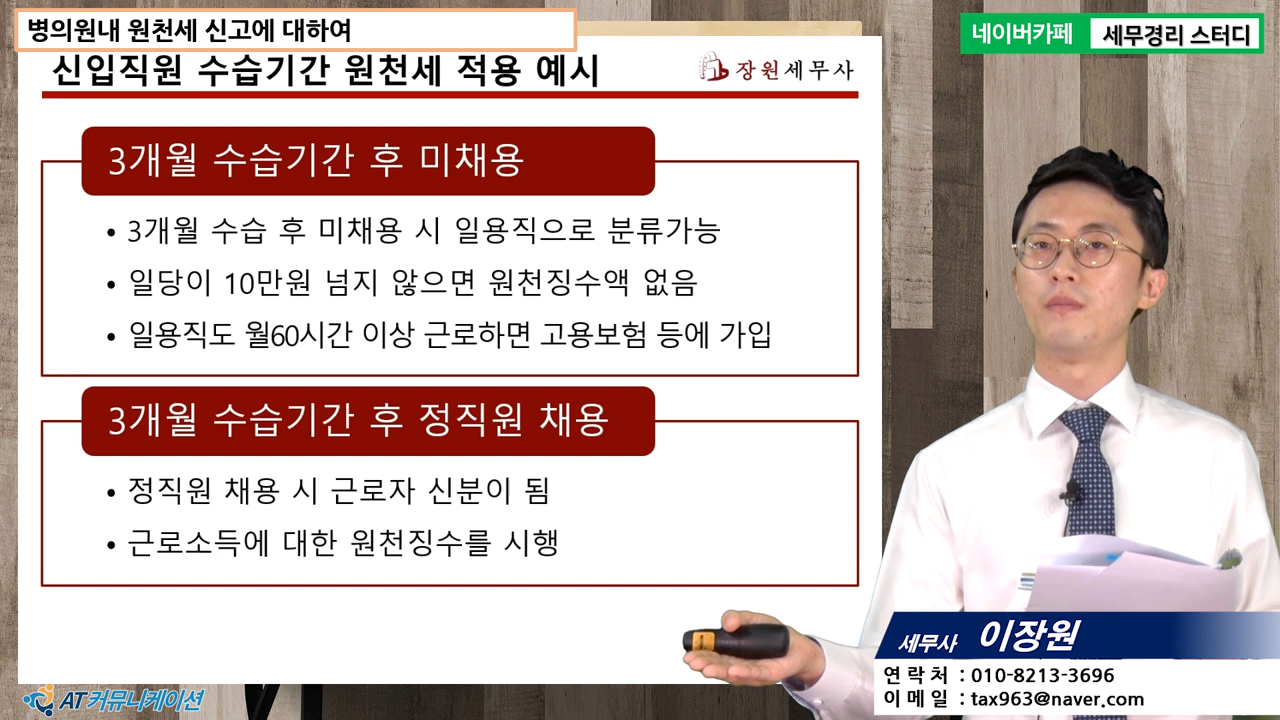 병의원내 원천세 신고에 대하여
네이버카페 세무경리 스터디
신입직원 수습기간 원천세 적용 예시
장원세무사
3개월 수습기간 후 미채용
• 3개월 수습 후 미채용 시 일용직으로 분류가능
• 일당이 10만원 넘지 않으면 원천징수액 없음
• 일용직도 월60시간 이상 근로하면 고용보험 등에 가입
3개월 수습기간 후 정직원 채용
• 정직원 채용 시 근로자 신분이 됨
• 근로소득에 대한 원천징수를 시행
세무사 이장원
연 락 처 : 010-8213-3696
이 메 일 : tax963@naver.com
AT커뮤니케이션